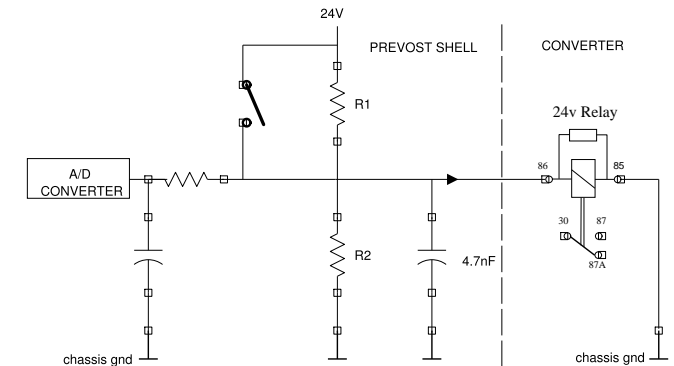 24V
PREVOST SHELL
CONVERTER
R1
24v Relay
A/D
CONVERTER
86
85
30
87
87A
R2
4.7nF
chassis gnd
chassis gnd